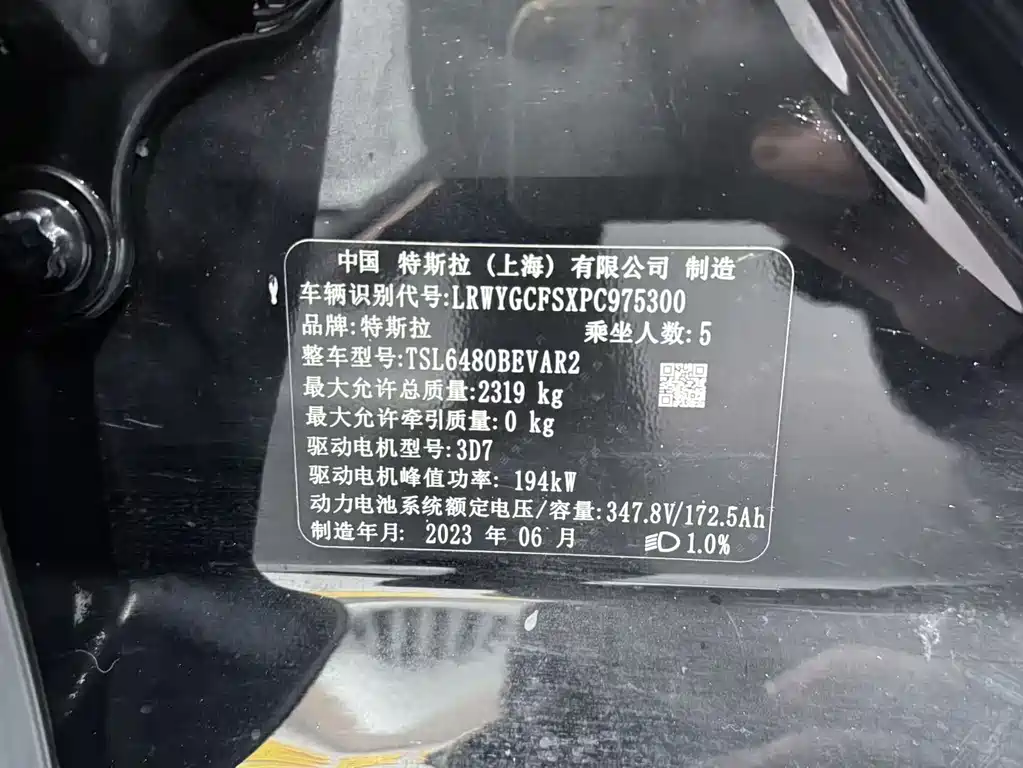 中国 特斯拉(上海)有限公司 制造
车辆识别代号:LRWYGCFSXPC975300
品牌:特斯拉 乘坐人数:5
整车型号:TSL6480BEVAR2
最大允许总质量:2319 kg
最大允许牵引质量:0 kg
驱动电机型号:3D7
驱动电机峰值功率: 194kW
动力电池系统额定电压/容量:347.8V/172.5Ah
制造年月: 2023 年 06 月 1.0%